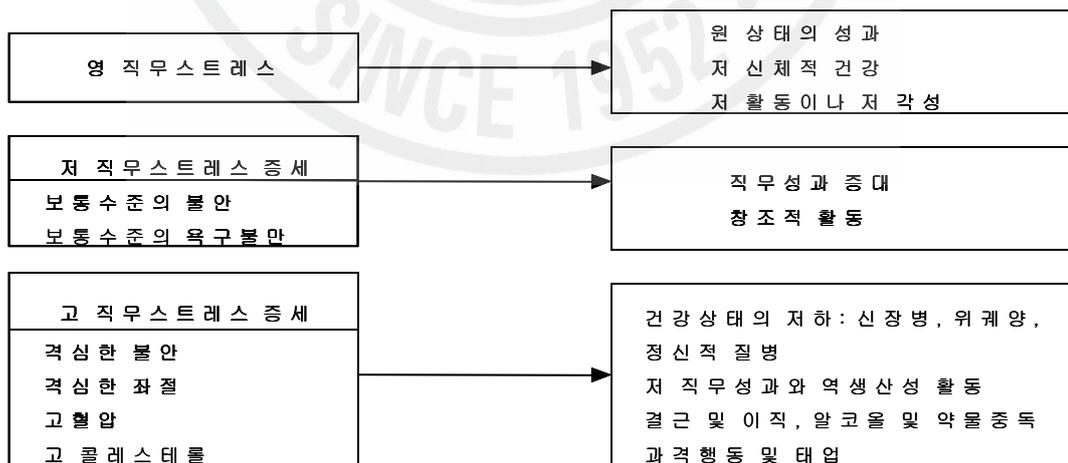 SINCE 1952
영 직무스트레스
원 상태의 성과
저 신체적 건강
저 활동이나 저 각성
저 직무스트레스 증세
보통수준의 불안
보통수준의 욕구불만
직무성과 증대
창조적 활동
고 직무스트레스 증세
격심한 불안
격심한 좌절
고혈압
고 콜레스테롤
건강상태의 저하: 신장병, 위궤양,
정신적 질병
저 직무성과와 역생산성 활동
결근 및 이직, 알코올 및 약물중독
과격행동 및 태업